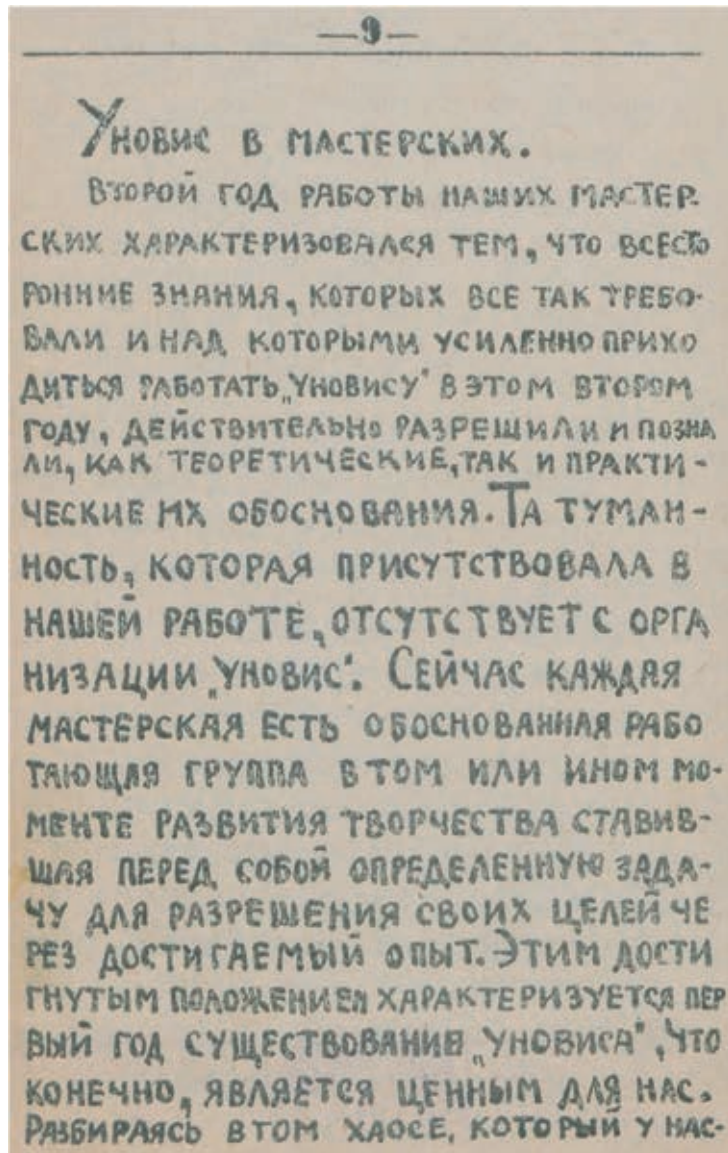 —9—
Уновис в мастерских.
Второй год работы наших мастер-
ских характеризовался тем, что всесто
ронние знания, которых все так требо-
вали и над которыми усиленно прихо
диться работать „Уновису" в этом втором
году, действительно разрешили и позна
ли, как теоретические, так и практи-
ческие их обоснования. Та туман-
ность, которая присутствовала в
нашей работе, отсутствует с орга
низации „Уновис". Сейчас каждая
мастерская есть обоснованная рабо
тающая группа в том или ином мо-
менте развития творчества ставив-
шая перед собой определенную зада-
чу для разрешения своих целей че
рез достигаемый опыт. Этим дости
гнутым положением характеризуется пер
вый год существование „Уновиса", что
конечно, является ценным для нас.
Разбираясь в том хаосе, который у нас-